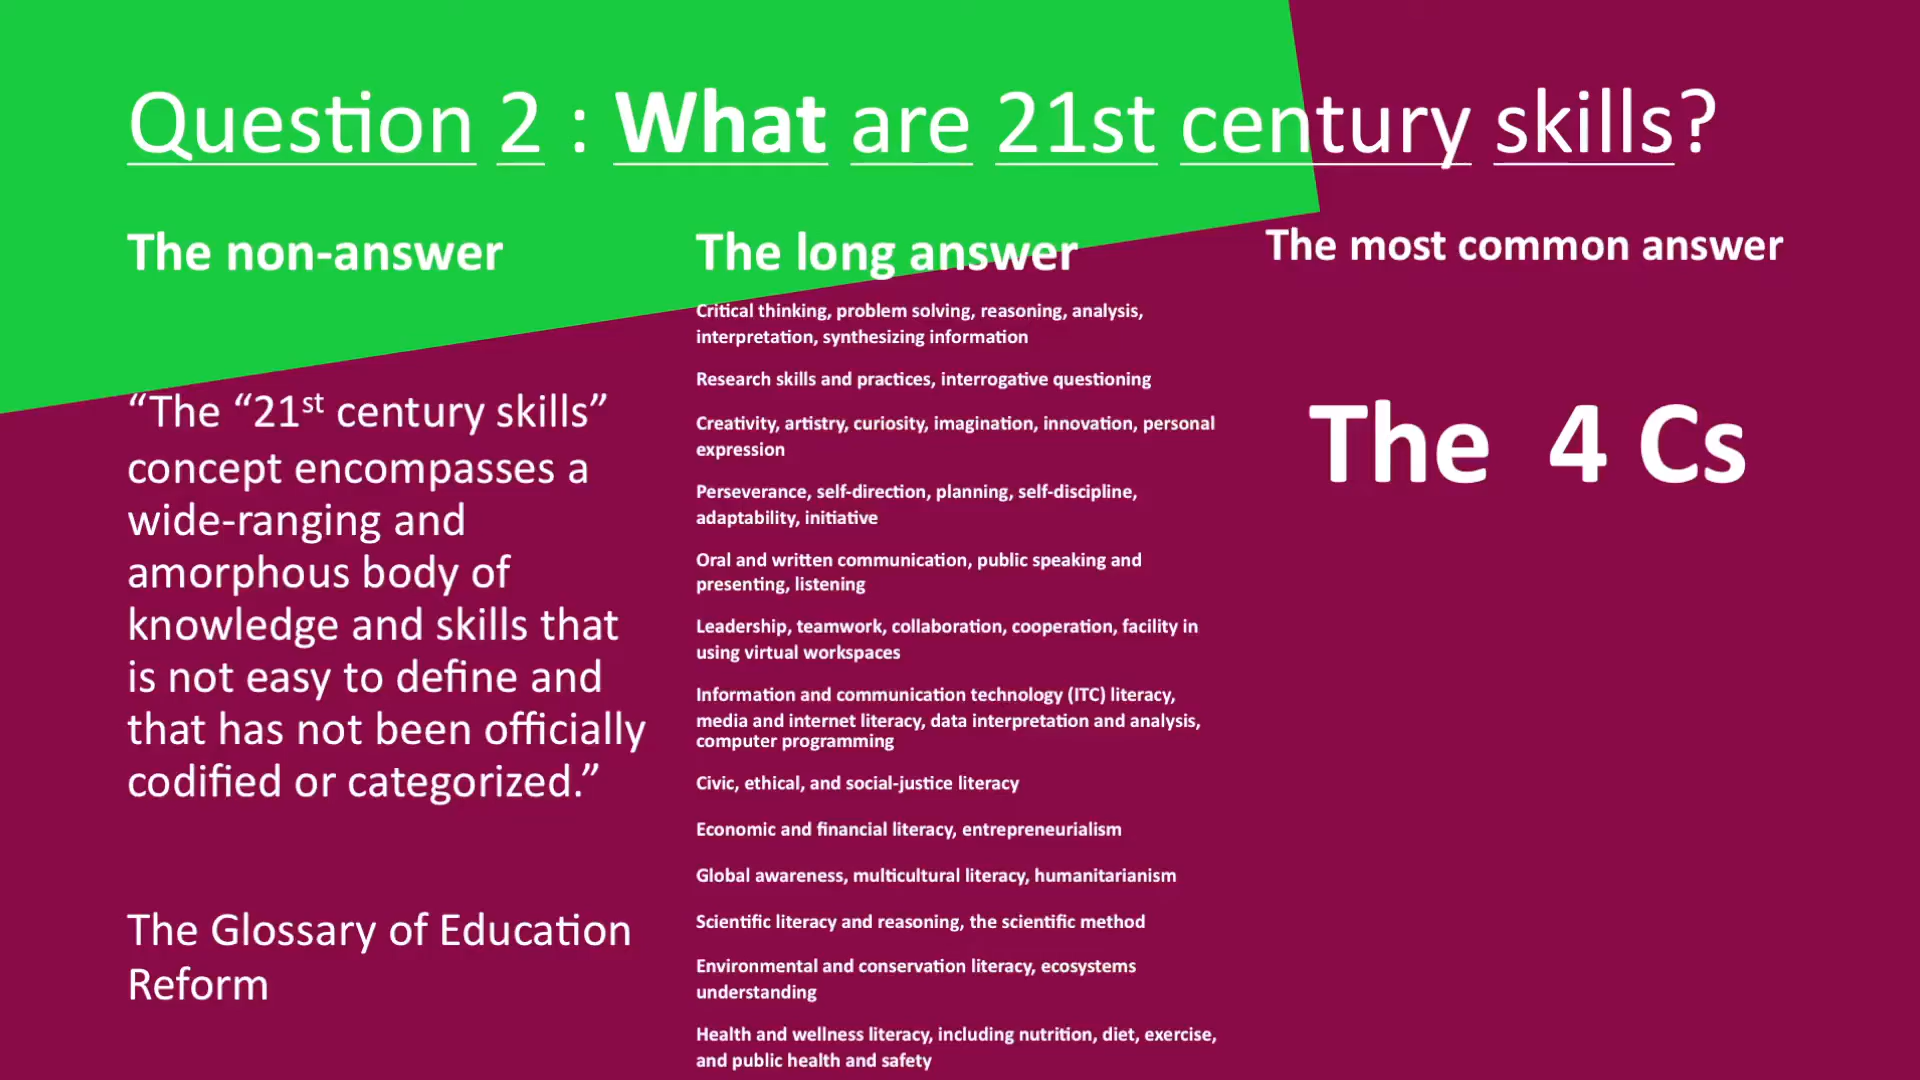 Question 2 : What are 21st century skills?
The non-answer
“The “21st century skills”
concept encompasses a
wide-ranging and
amorphous body of
knowledge and skills that
is not easy to define and
that has not been officially
codified or categorized.”
The Glossary of Education
Reform
The long answer
Critical thinking, problem solving, reasoning, analysis,
interpretation, synthesizing information
Research skills and practices, interrogative questioning
Creativity, artistry, curiosity, imagination, innovation, personal
expression
Perseverance, self-direction, planning, self-discipline,
adaptability, initiative
Oral and written communication, public speaking and
presenting, listening
Leadership, teamwork, collaboration, cooperation, facility in
using virtual workspaces
Information and communication technology (ITC) literacy,
media and internet literacy, data interpretation and analysis,
computer programming
Civic, ethical, and social-justice literacy
Economic and financial literacy, entrepreneurialism
Global awareness, multicultural literacy, humanitarianism
Scientific literacy and reasoning, the scientific method
Environmental and conservation literacy, ecosystems
understanding
Health and wellness literacy, including nutrition, diet, exercise,
and public health and safety
The most common answer
The 4 Cs